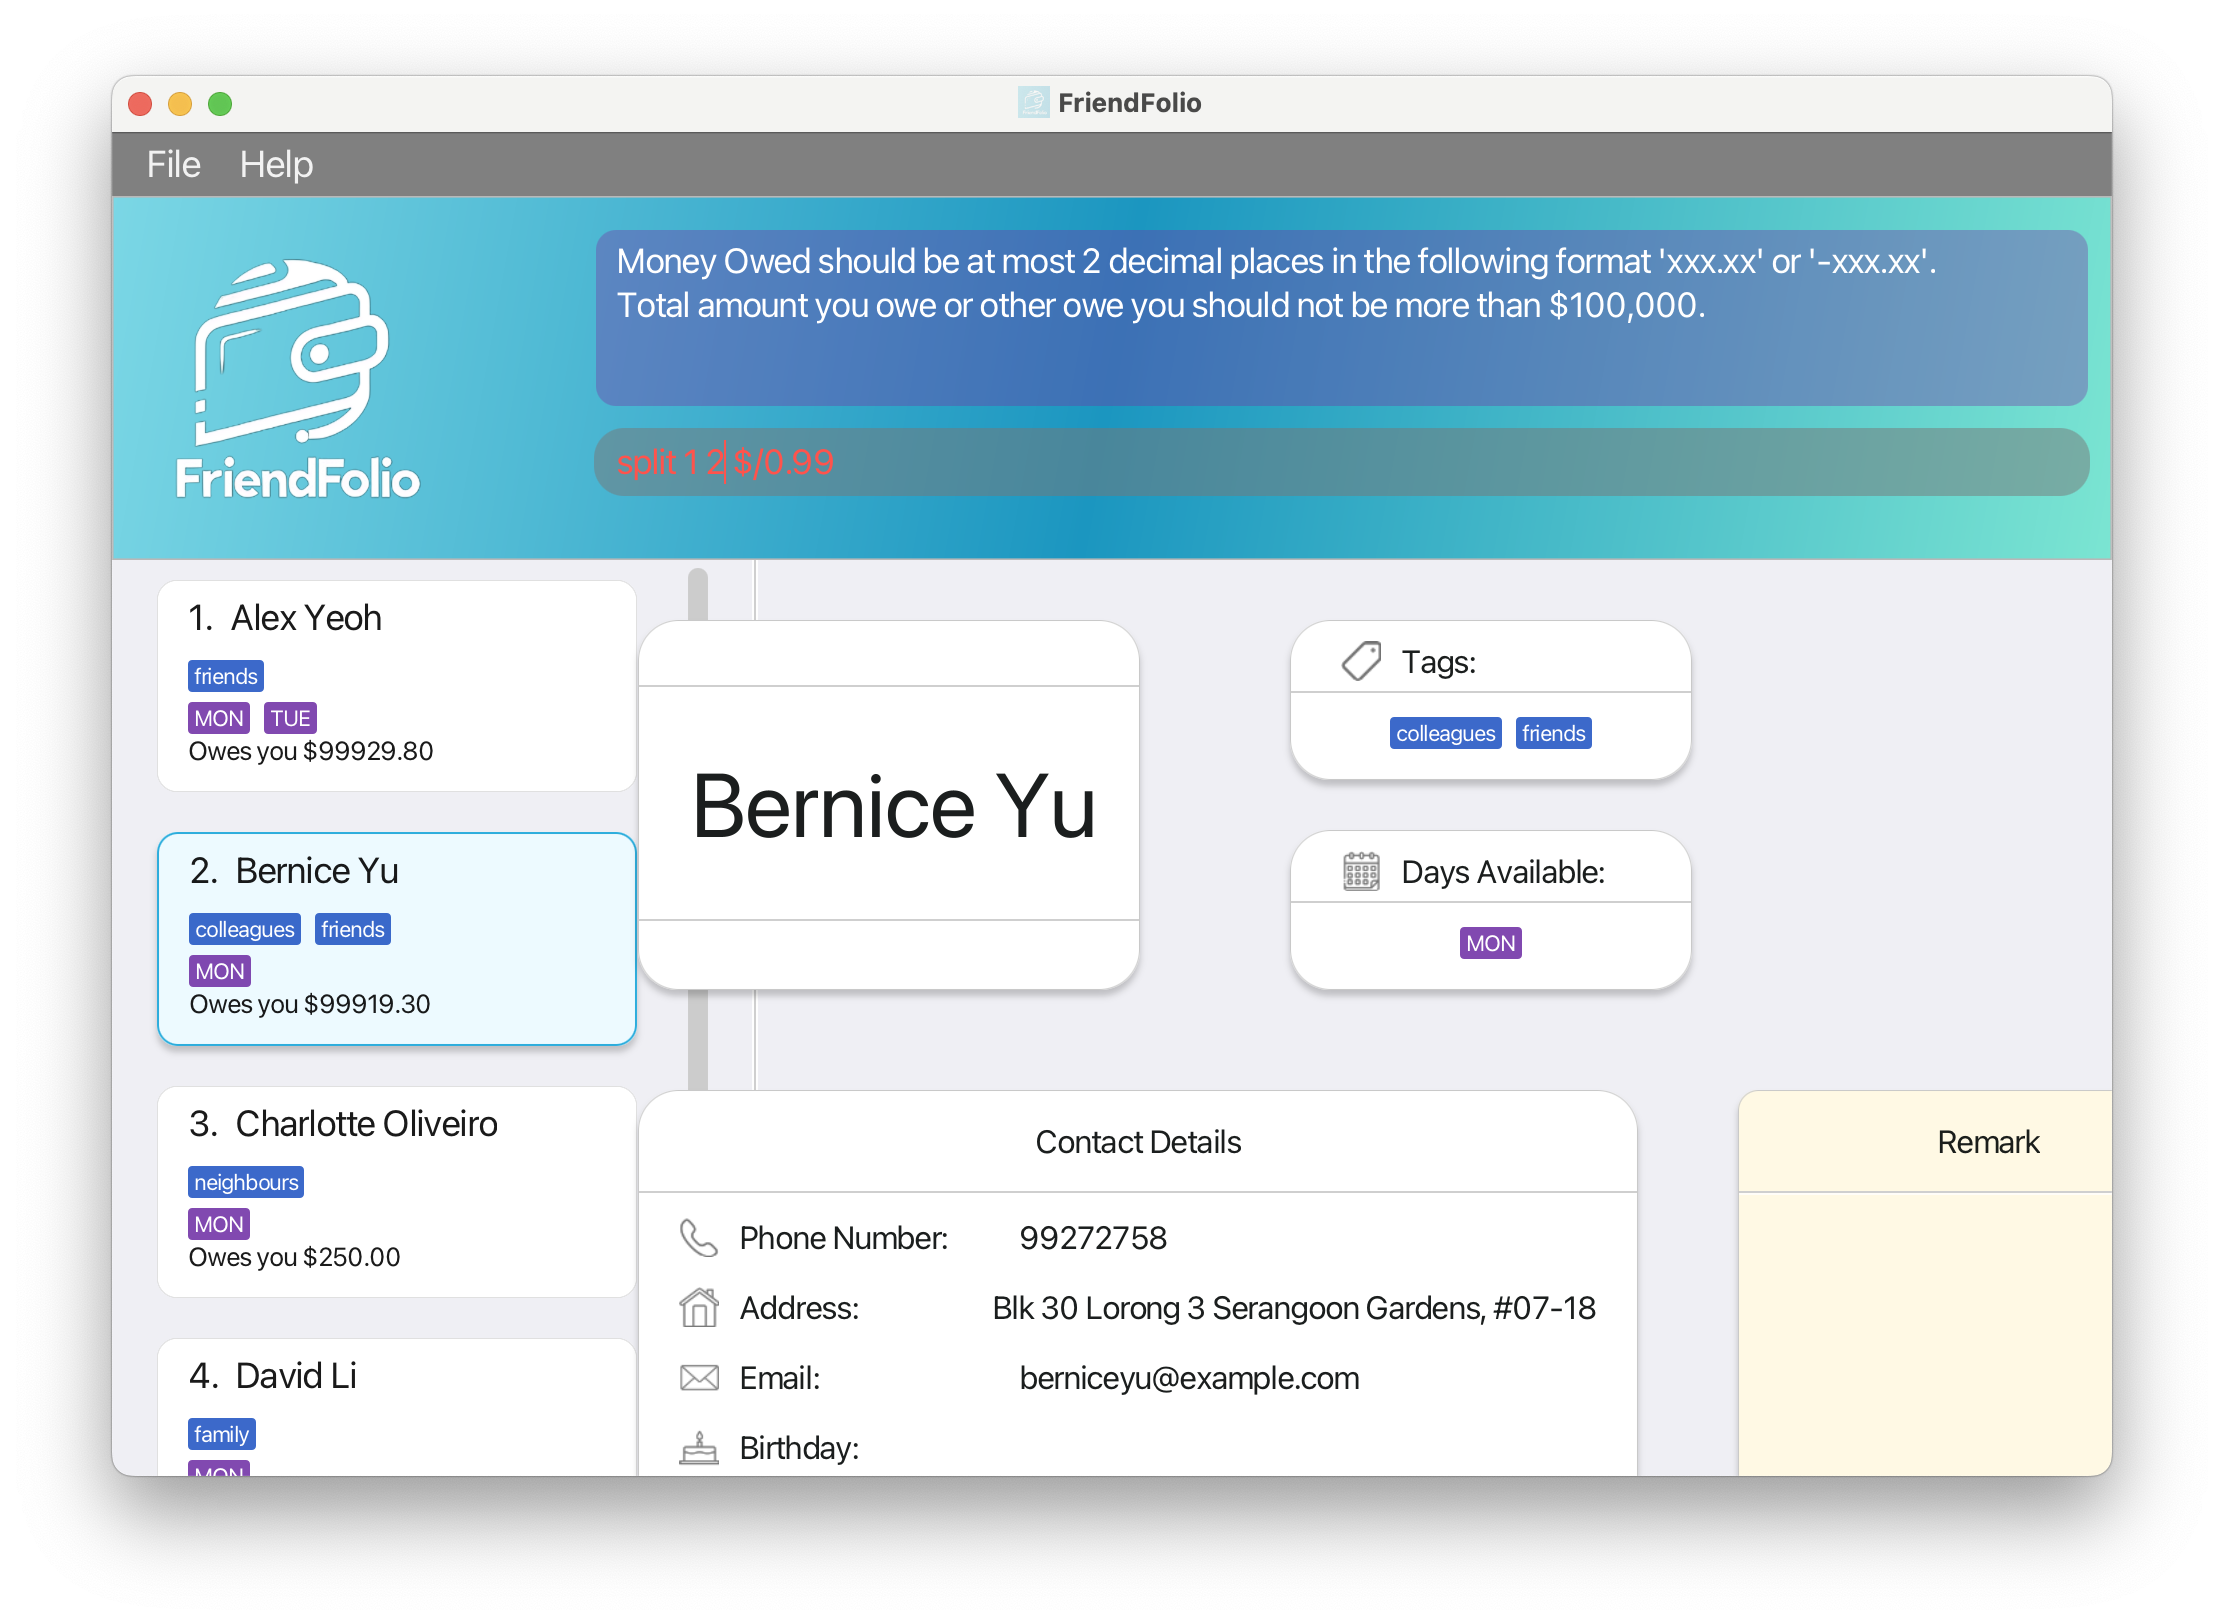 FriendFolio
File Help
Money Owed should be at most 2 decimal places in the following format 'xxx.xx' or '-xxx.xx'.
Total amount you owe or other owe you should not be more than $100,000.
split 1 2 $/0.99
FriendFolio
1. Alex Yeoh
friends
MON TUE
Owes you $99929.80
2. Bernice Yu
colleagues friends
MON
Owes you $99919.30
3. Charlotte Oliveiro
neighbours
MON
Owes you $250.00
4. David Li
family
MON
Bernice Yu
Tags:
colleagues friends
Days Available:
MON
Contact Details
Phone Number: 99272758
Address: Blk 30 Lorong 3 Serangoon Gardens, #07-18
Email: berniceyu@example.com
Birthday:
Remark